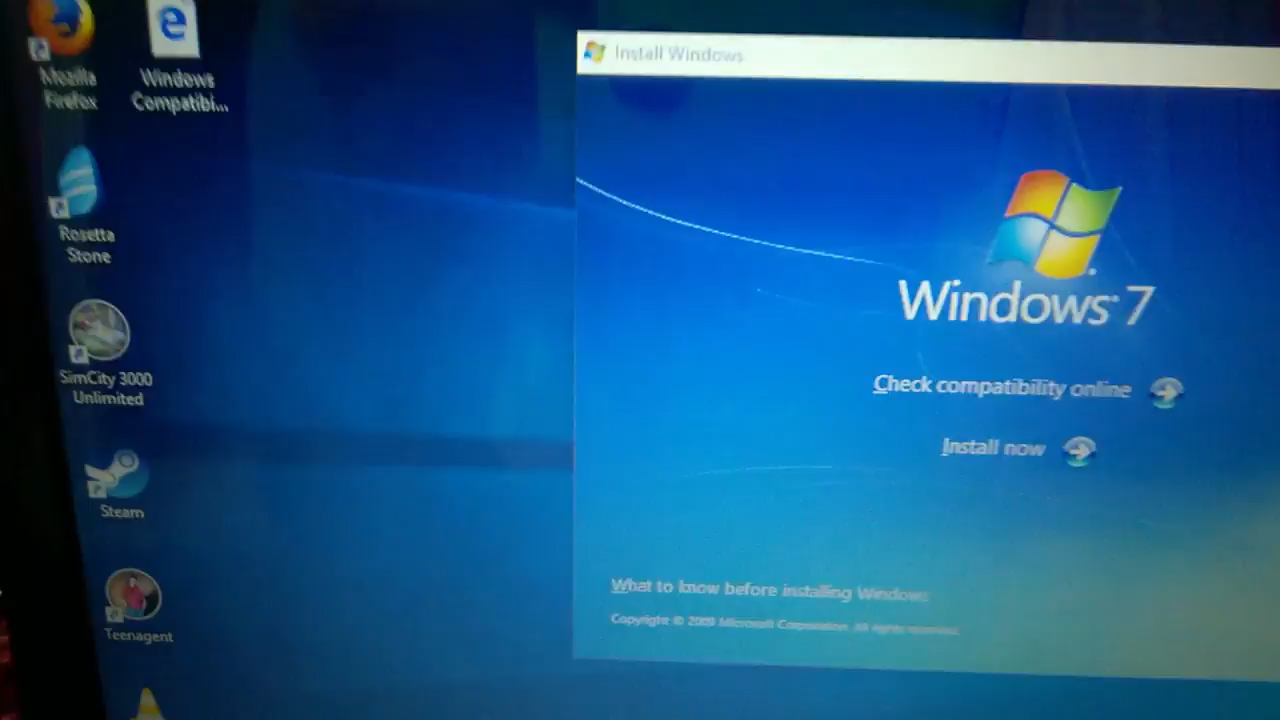 Mozilla
Firefox
Windows
Compatibi...
Rosetta
Stone
SimCity 3000
Unlimited
Steam
Teenagent
Install Windows
Windows 7
Check compatibility online
Install now
What to know before installing Windows
Copyright © 2009 Microsoft Corporation. All rights reserved.